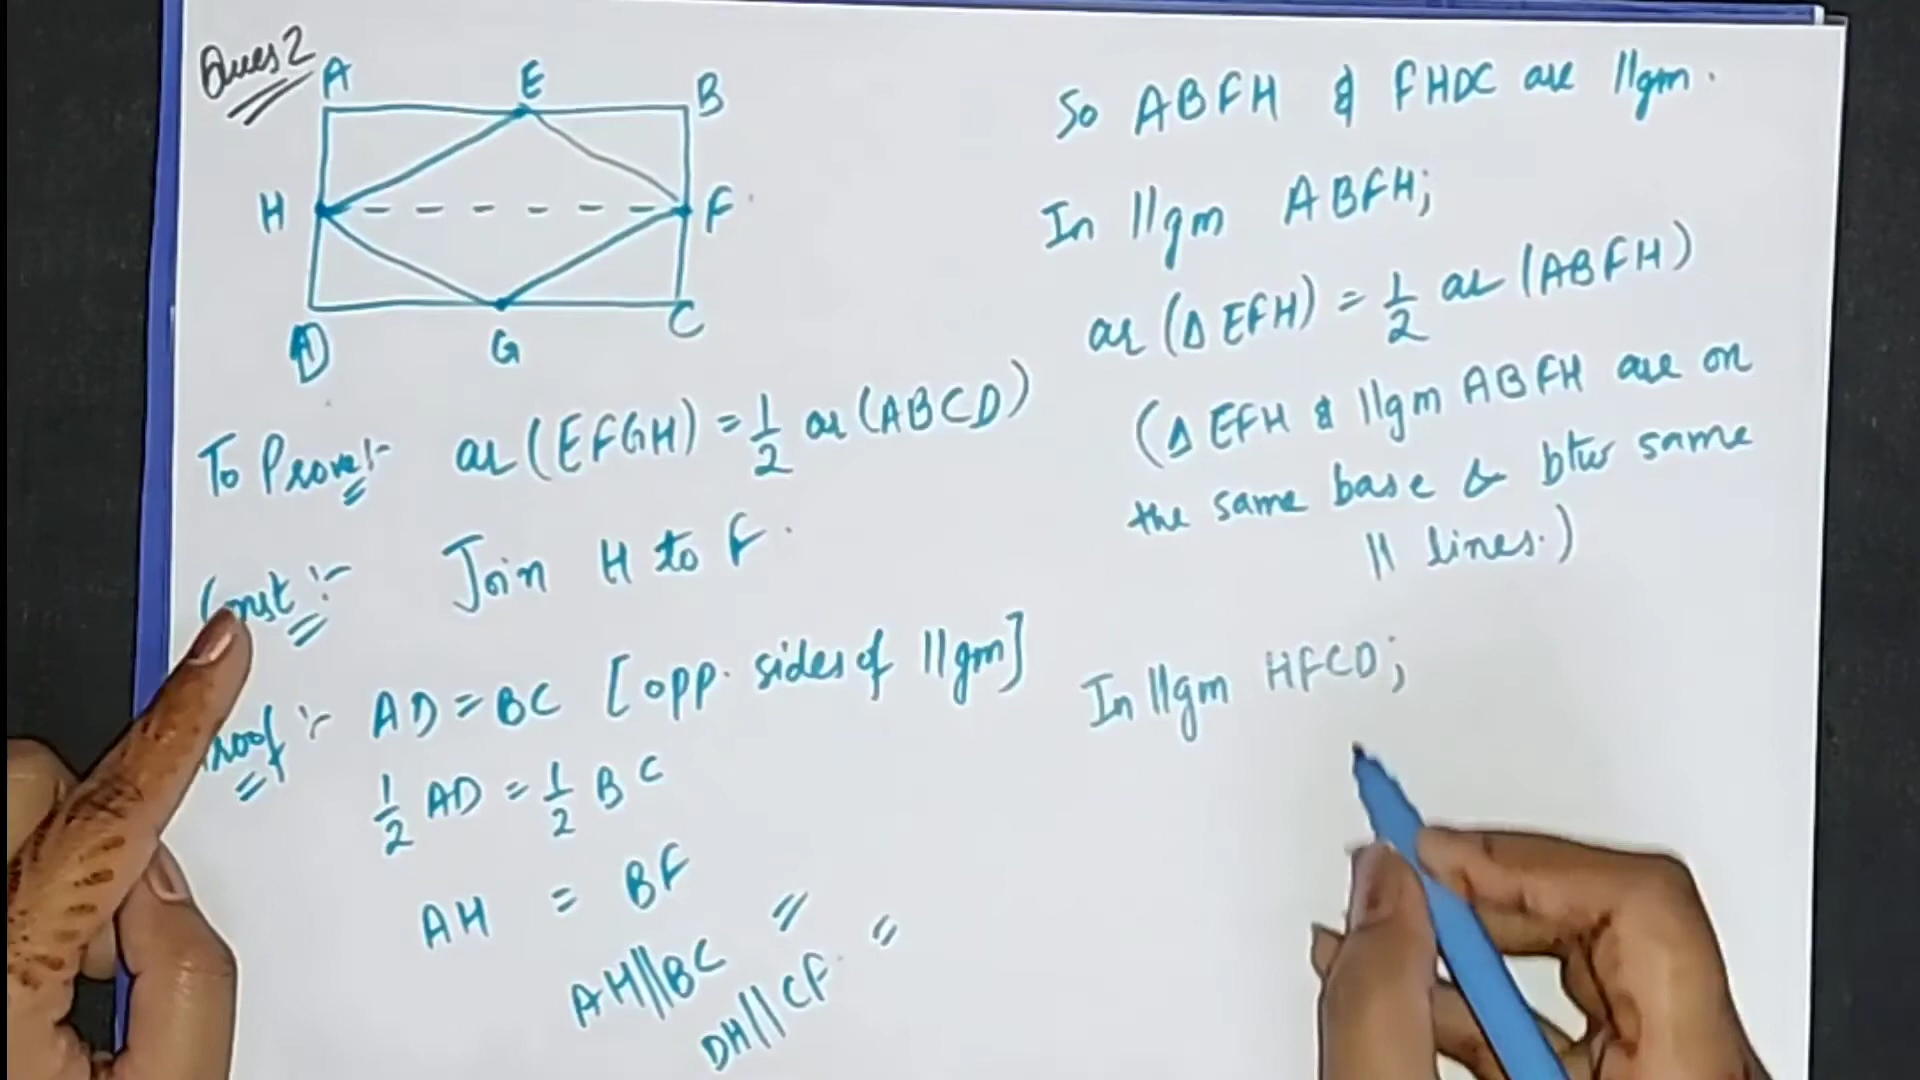 Ques 2
A E B
H F
D G C
To Prove:- ar(EFGH) = 1/2 ar(ABCD)
Const :- Join H to F.
Proof :- AD = BC [opp. sides of ||gm]
1/2 AD = 1/2 BC
AH = BF
AH||BC
DH||CF
So ABFH & FHDC are ||gm.
In ||gm ABFH;
ar(Δ EFH) = 1/2 ar(ABFH)
(Δ EFH & ||gm ABFH are on
the same base & btw same
|| lines.)
In ||gm HFCD;